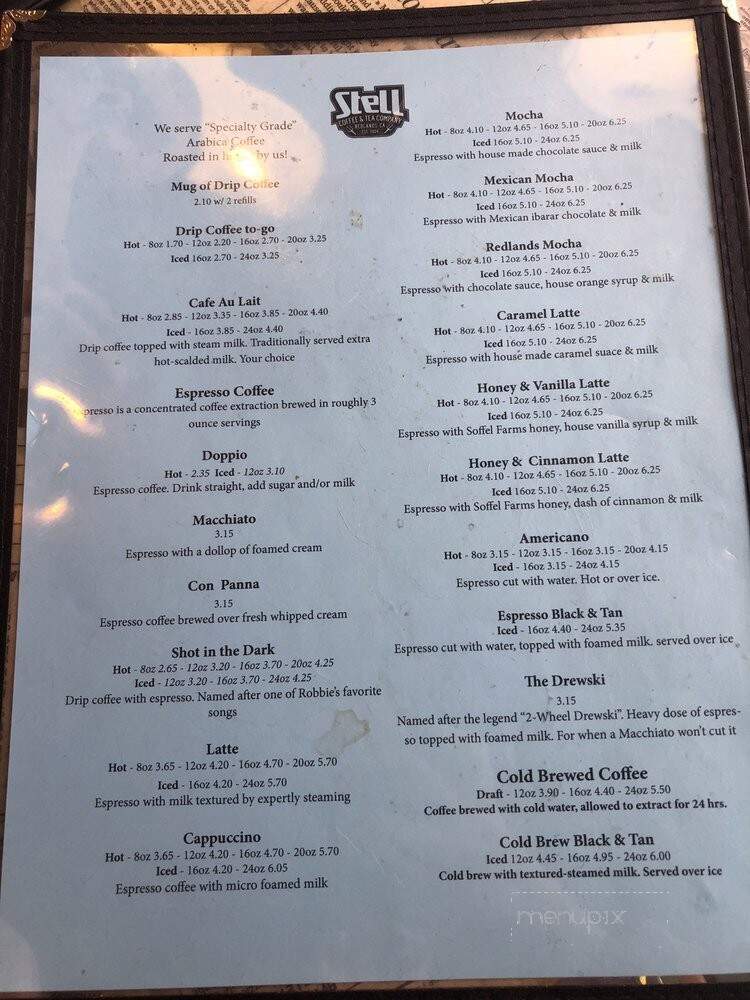 Stell
COFFEE & TEA COMPANY
REDLANDS, CA
We serve "Specialty Grade"
Arabica Coffee
Roasted in by us!
Mug of Drip Coffee
2.10 w/ 2 refills
Drip Coffee to-go
Hot - 8oz 1.70 - 12oz 2.20 - 16oz 2.70 - 20oz 3.25
Iced 16oz 2.70 - 24oz 3.25
Cafe Au Lait
Hot - 8oz 2.85 - 12oz 3.35 - 16oz 3.85 - 20oz 4.40
Iced - 16oz 3.85 - 24oz 4.40
Drip coffee topped with steam milk. Traditionally served extra
hot-scalded milk. Your choice
Espresso Coffee
Espresso is a concentrated coffee extraction brewed in roughly 3
ounce servings
Doppio
Hot - 2.35 Iced - 12oz 3.10
Espresso coffee. Drink straight, add sugar and/or milk
Macchiato
3.15
Espresso with a dollop of foamed cream
Con Panna
3.15
Espresso coffee brewed over fresh whipped cream
Shot in the Dark
Hot - 8oz 2.65 - 12oz 3.20 - 16oz 3.70 - 20oz 4.25
Iced - 12oz 3.20 - 16oz 3.70 - 24oz 4.25
Drip coffee with espresso. Named after one of Robbie's favorite
songs
Latte
Hot - 8oz 3.65 - 12oz 4.20 - 16oz 4.70 - 20oz 5.70
Iced - 16oz 4.20 - 24oz 5.70
Espresso with milk textured by expertly steaming
Cappuccino
Hot - 8oz 3.65 - 12oz 4.20 - 16oz 4.70 - 20oz 5.70
Iced - 16oz 4.20 - 24oz 6.05
Espresso coffee with micro foamed milk
Mocha
Hot - 8oz 4.10 - 12oz 4.65 - 16oz 5.10 - 20oz 6.25
Iced 16oz 5.10 - 24oz 6.25
Espresso with house made chocolate sauce & milk
Mexican Mocha
Hot - 8oz 4.10 - 12oz 4.65 - 16oz 5.10 - 20oz 6.25
Iced 16oz 5.10 - 24oz 6.25
Espresso with Mexican ibarar chocolate & milk
Redlands Mocha
Hot - 8oz 4.10 - 12oz 4.65 - 16oz 5.10 - 20oz 6.25
Iced 16oz 5.10 - 24oz 6.25
Espresso with chocolate sauce, house orange syrup & milk
Caramel Latte
Hot - 8oz 4.10 - 12oz 4.65 - 16oz 5.10 - 20oz 6.25
Iced 16oz 5.10 - 24oz 6.25
Espresso with house made caramel suace & milk
Honey & Vanilla Latte
Hot - 8oz 4.10 - 12oz 4.65 - 16oz 5.10 - 20oz 6.25
Iced 16oz 5.10 - 24oz 6.25
Espresso with Soffel Farms honey, house vanilla syrup & milk
Honey & Cinnamon Latte
Hot - 8oz 4.10 - 12oz 4.65 - 16oz 5.10 - 20oz 6.25
Iced 16oz 5.10 - 24oz 6.25
Espresso with Soffel Farms honey, dash of cinnamon & milk
Americano
Hot - 8oz 3.15 - 12oz 3.15 - 16oz 3.15 - 20oz 4.15
Iced - 16oz 3.15 - 24oz 4.15
Espresso cut with water. Hot or over ice.
Espresso Black & Tan
Iced - 16oz 4.40 - 24oz 5.35
Espresso cut with water, topped with foamed milk. served over ice
The Drewski
3.15
Named after the legend "2-Wheel Drewski". Heavy dose of espres-
so topped with foamed milk. For when a Macchiato won't cut it
Cold Brewed Coffee
Draft - 12oz 3.90 - 16oz 4.40 - 24oz 5.50
Coffee brewed with cold water, allowed to extract for 24 hrs.
Cold Brew Black & Tan
Iced 12oz 4.45 - 16oz 4.95 - 24oz 6.00
Cold brew with textured-steamed milk. Served over ice
menupix